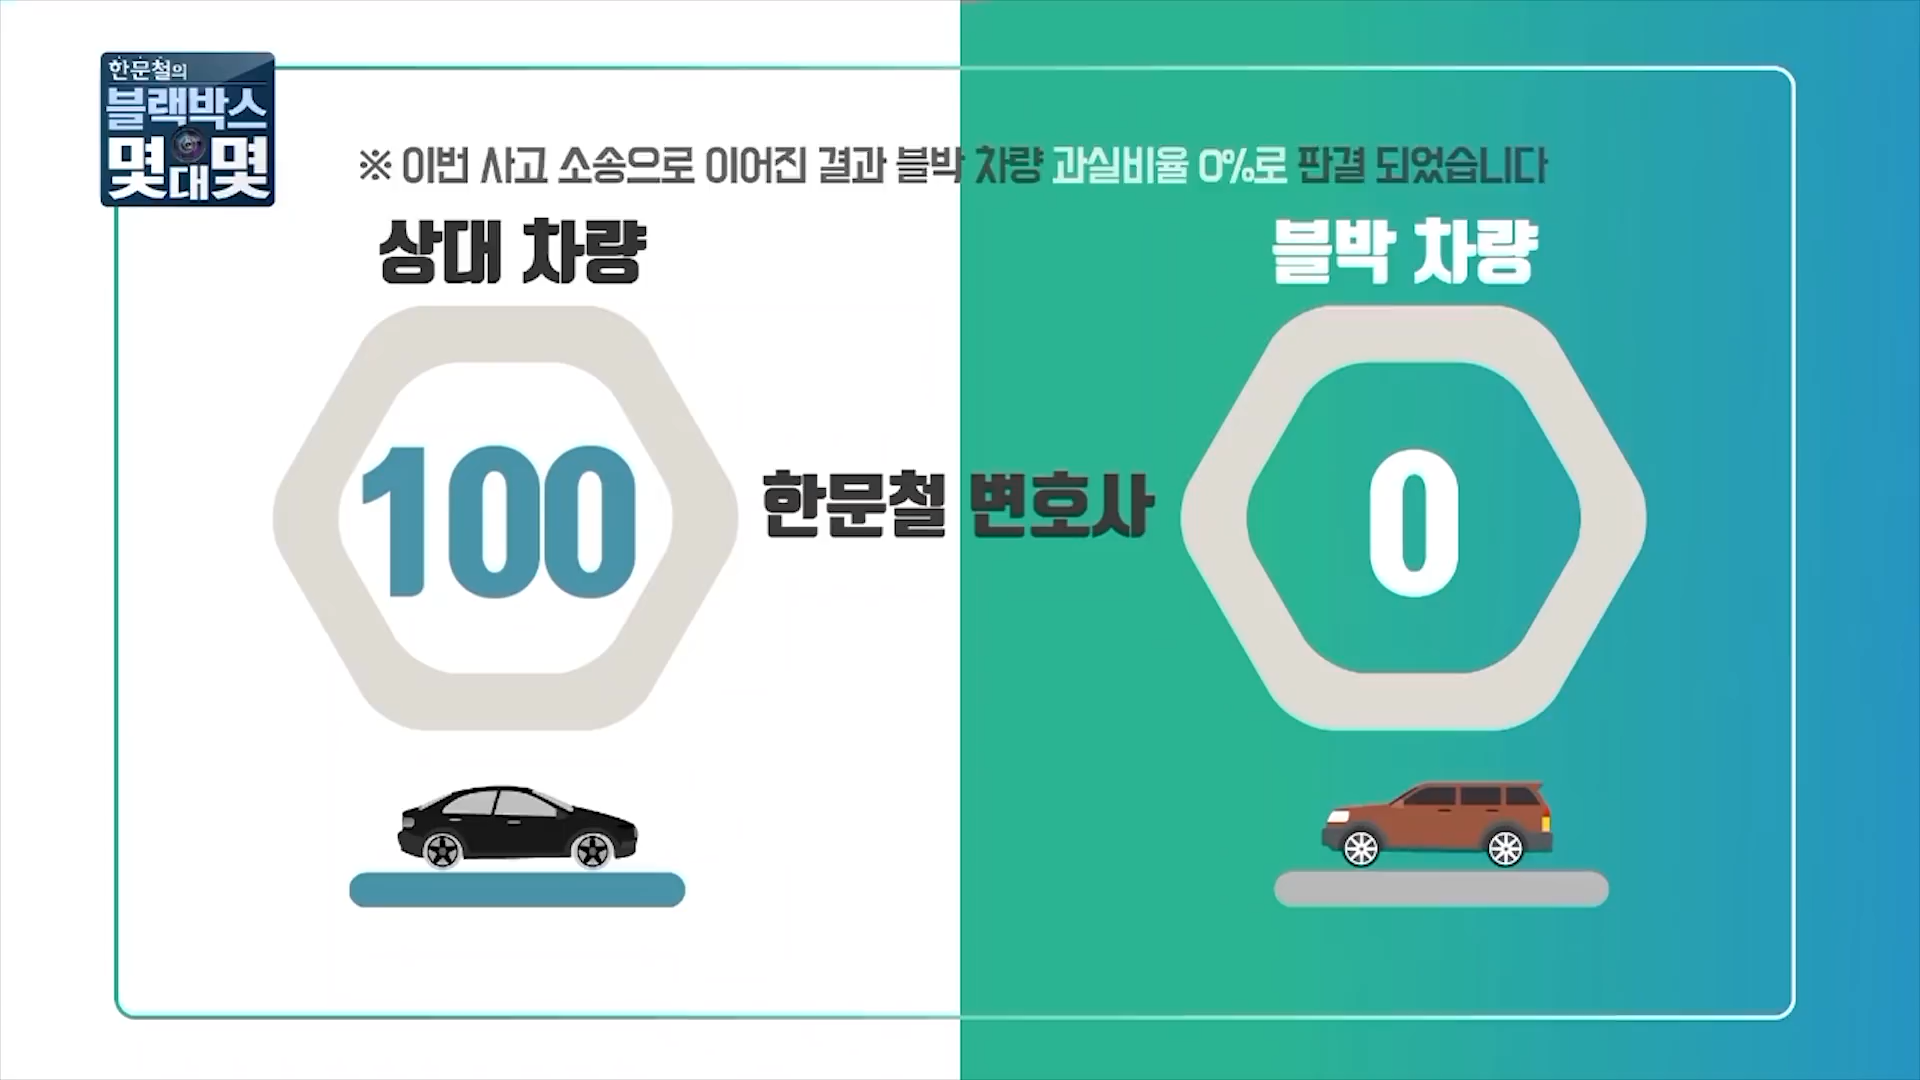 한문철의
블랙박스
몇대몇
※ 이번 사고 소송으로 이어진 결과 블박 차량 과실비율 0%로 판결 되었습니다
상대 차량
블박 차량
100
한문철 변호사
0